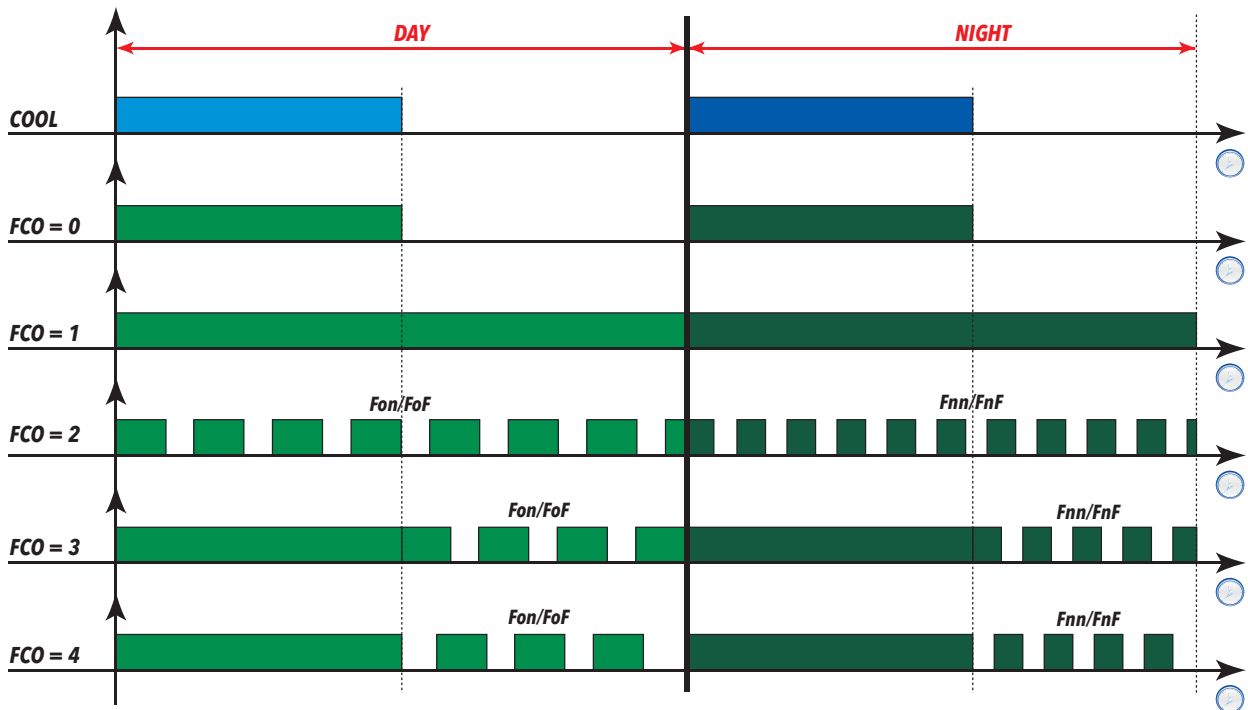 DAY NIGHT
COOL
FCO = 0
FCO = 1
Fon/FoF Fnn/FnF
FCO = 2
Fon/FoF Fnn/FnF
FCO = 3
Fon/FoF Fnn/FnF
FCO = 4